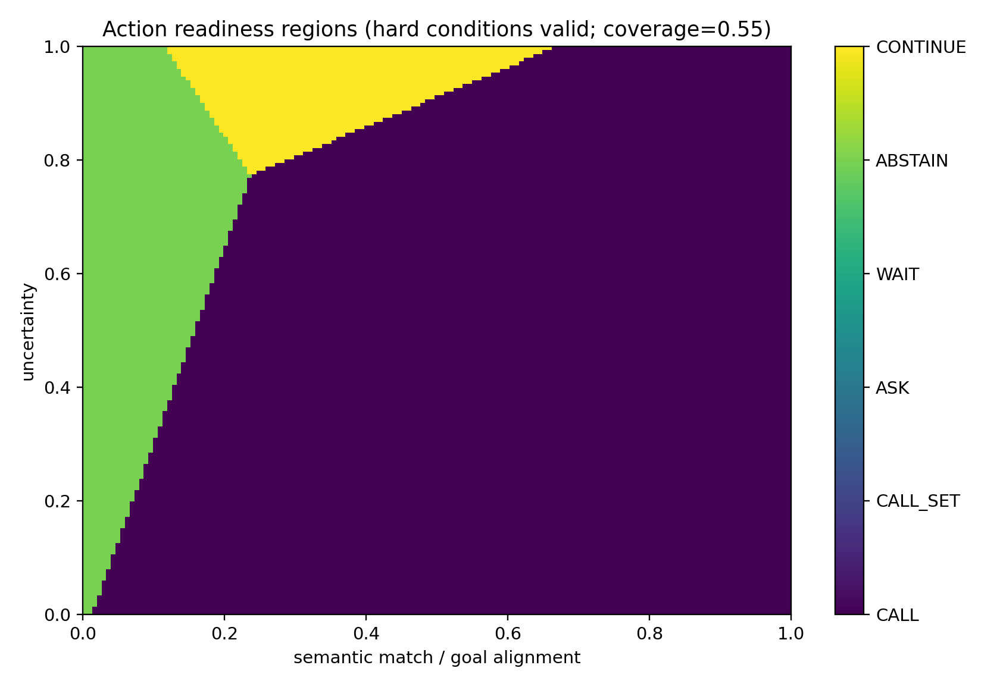 Action readiness regions (hard conditions valid; coverage=0.55)
1.0
0.8
0.6
0.4
0.2
0.0
uncertainty
0.0 0.2 0.4 0.6 0.8 1.0
semantic match / goal alignment
CONTINUE
ABSTAIN
WAIT
ASK
CALL_SET
CALL